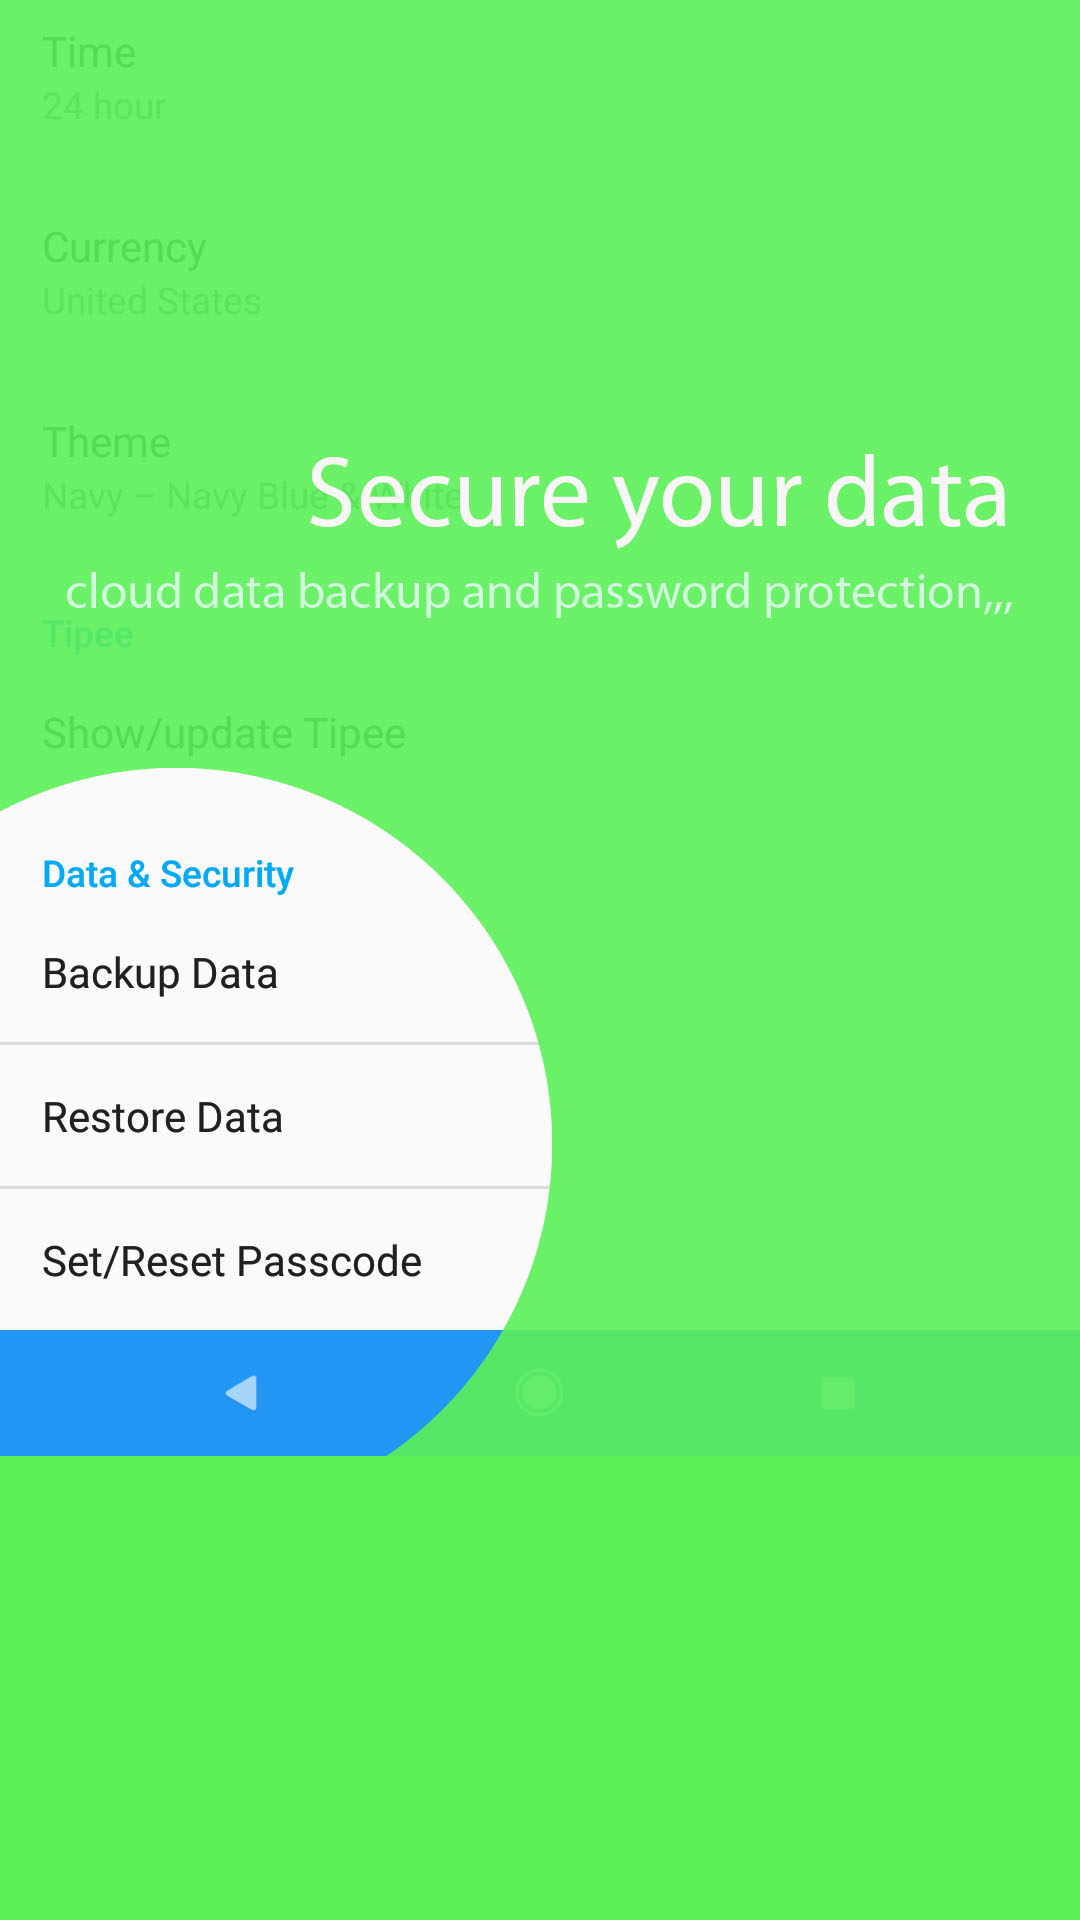 Time
24 hour
Currency
United States
Theme
Navy – Navy Blue & White
Secure your data
cloud data backup and password protection,,,
Tipee
Show/update Tipee
Data & Security
Backup Data
Restore Data
Set/Reset Passcode